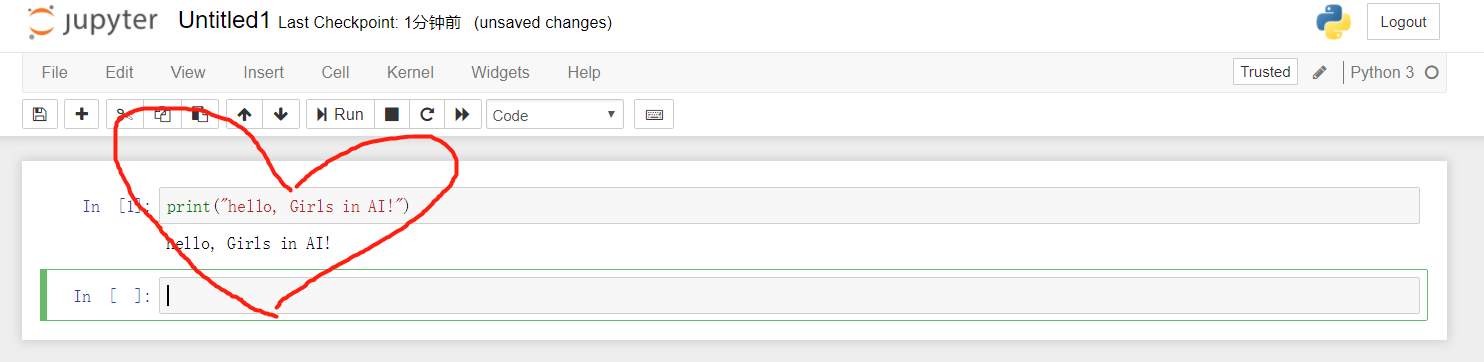 jupyter Untitled1 Last Checkpoint: 1分钟前 (unsaved changes) Logout
File Edit View Insert Cell Kernel Widgets Help Trusted Python 3
Run Code
In [1]: print("hello, Girls in AI!")
hello, Girls in AI!
In [ ]: